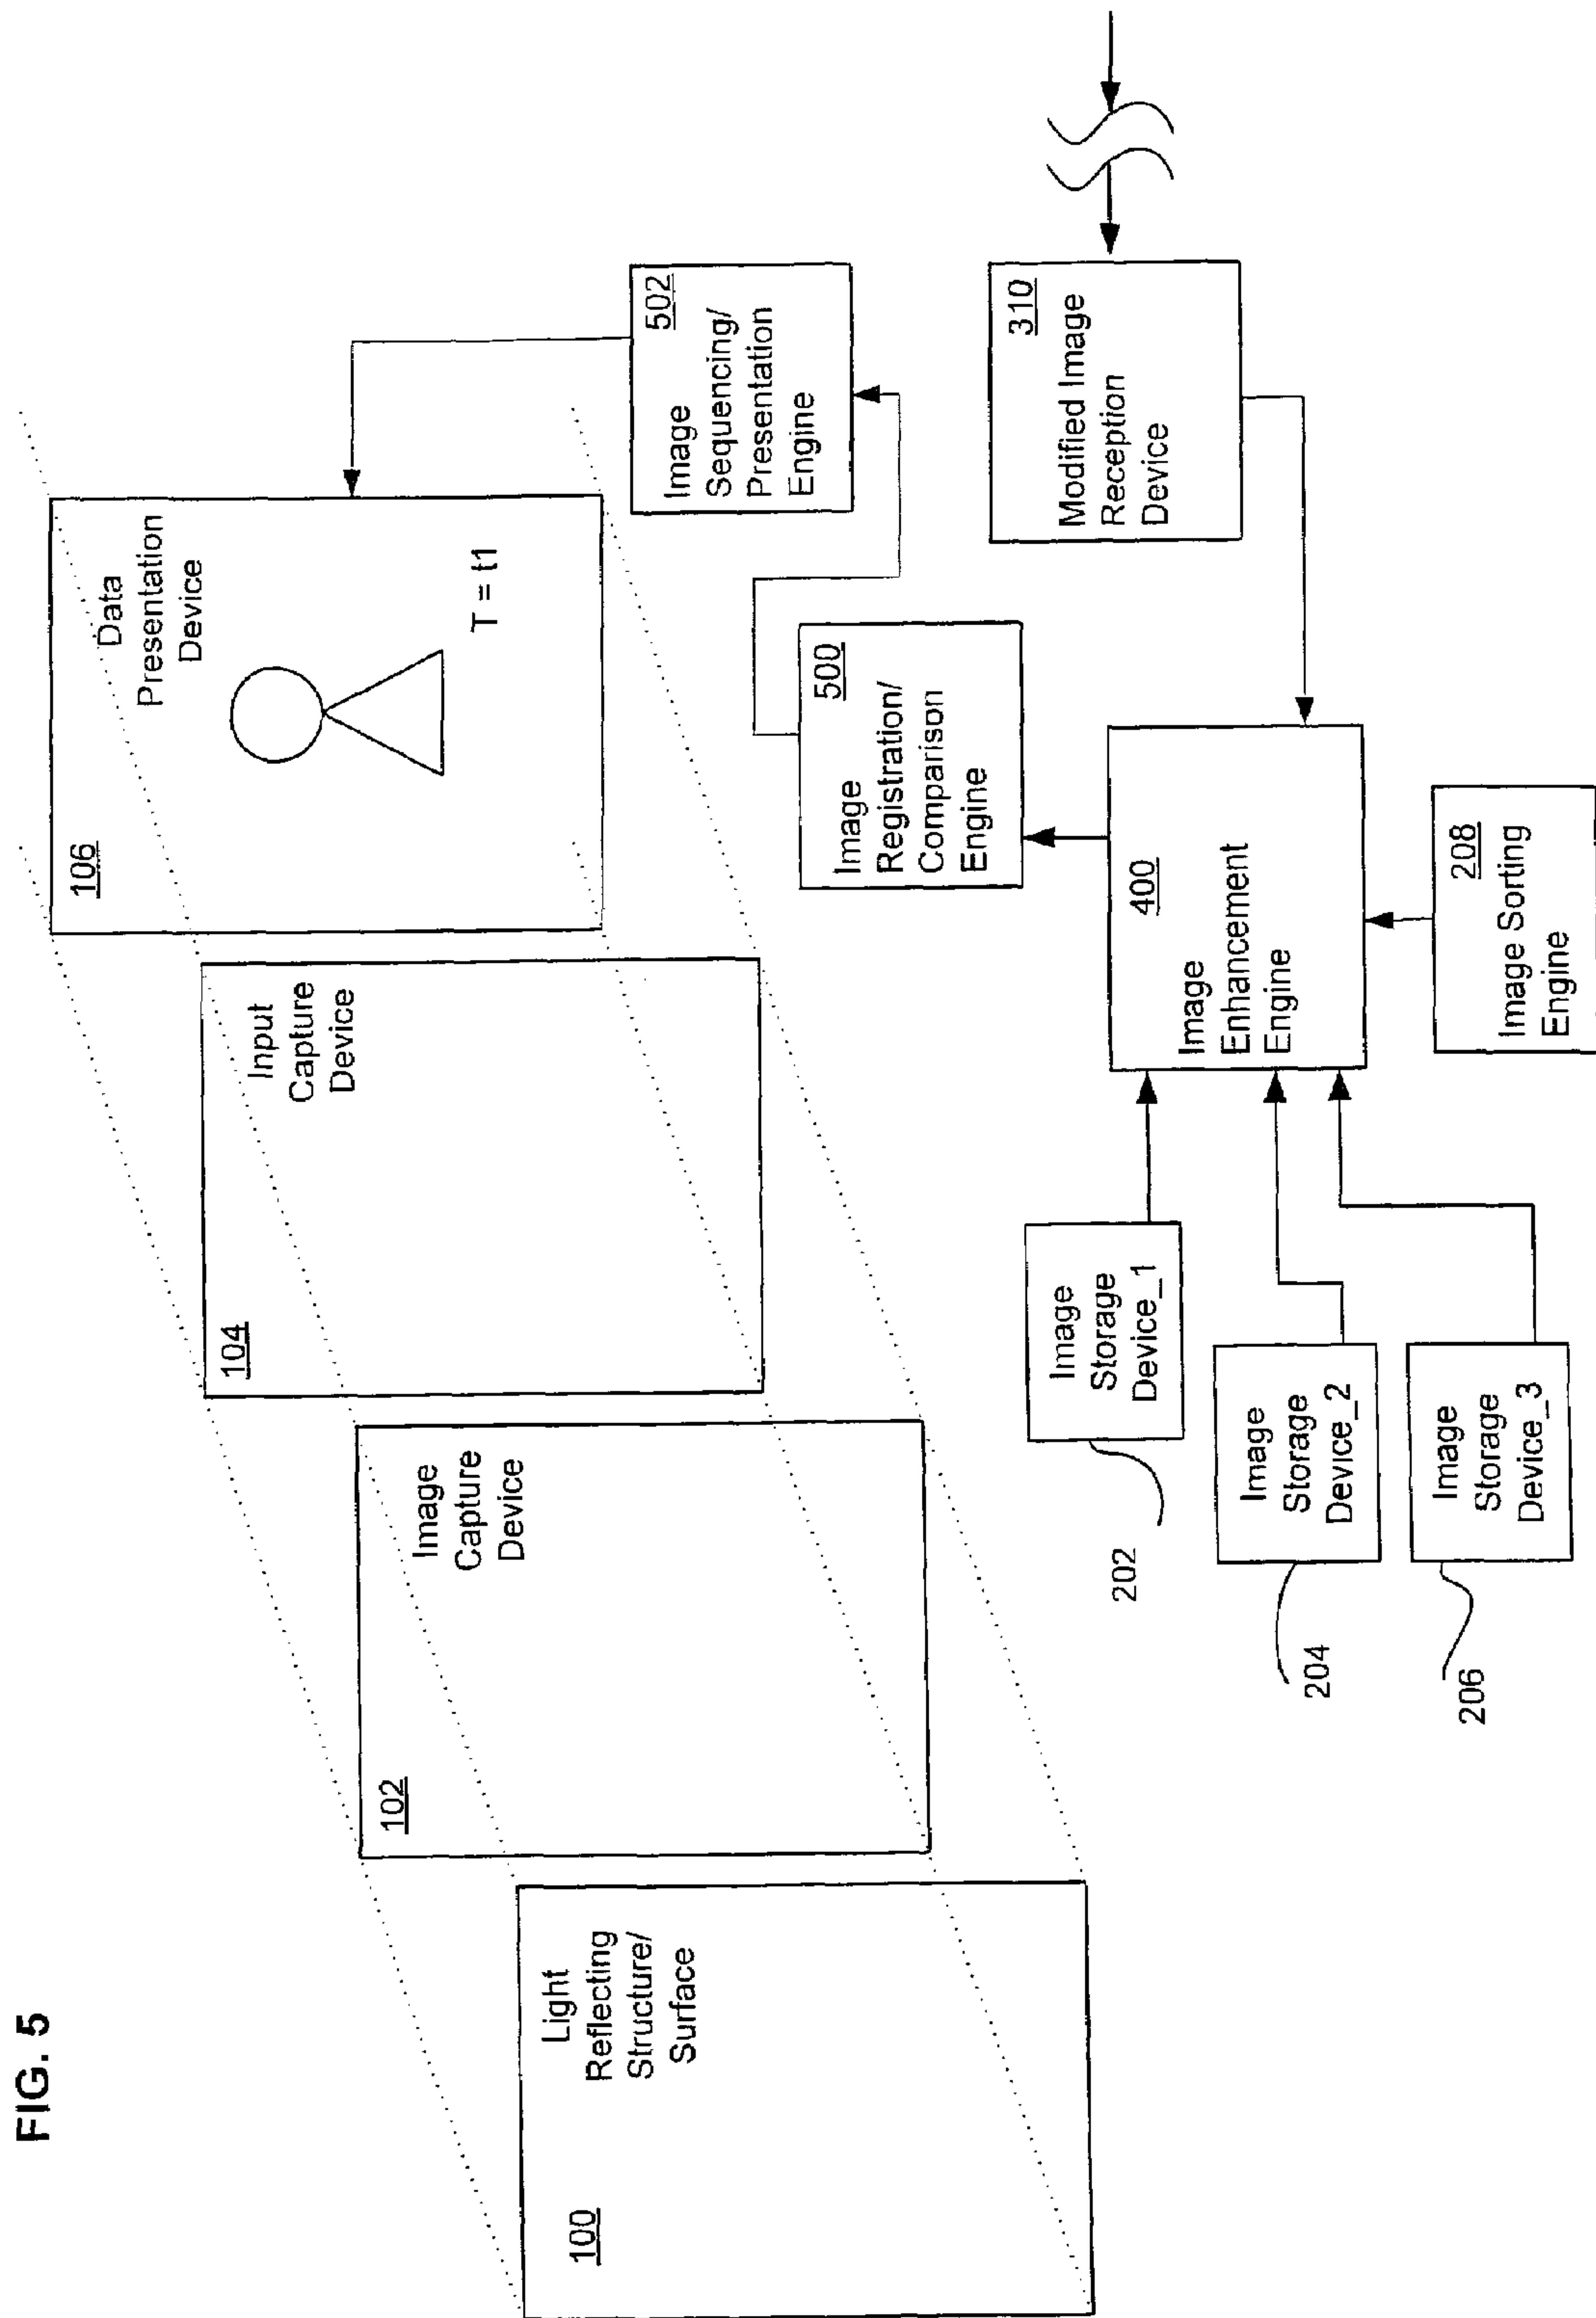 FIG. 5
100
Light
Reflecting
Structure/
Surface
102
Image
Capture
Device
104
Input
Capture
Device
106
Data
Presentation
Device
T = t1
502
Image
Sequencing/
Presentation
Engine
500
Image
Registration/
Comparison
Engine
310
Modified Image
Reception
Device
400
Image
Enhancement
Engine
208
Image Sorting
Engine
Image
Storage
Device_1
202
Image
Storage
Device_2
204
Image
Storage
Device_3
206